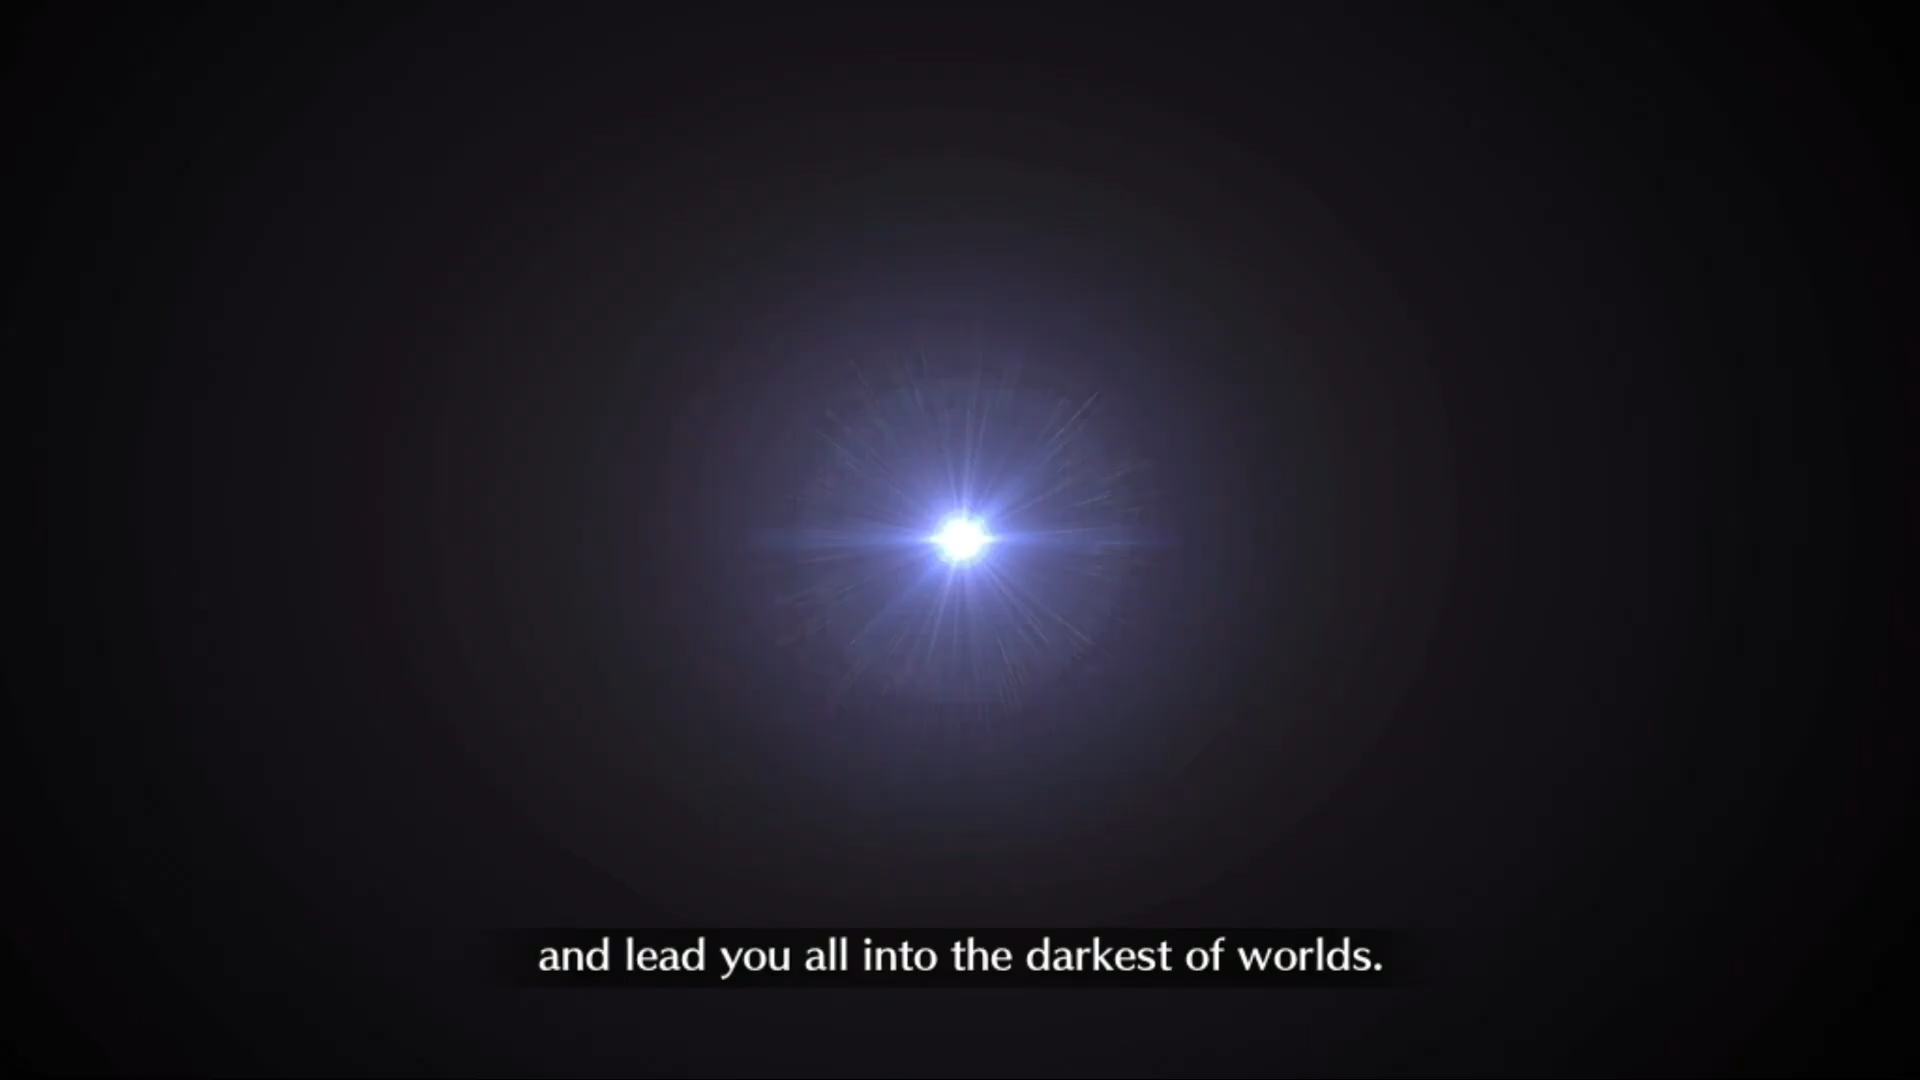 and lead you all into the darkest of worlds.